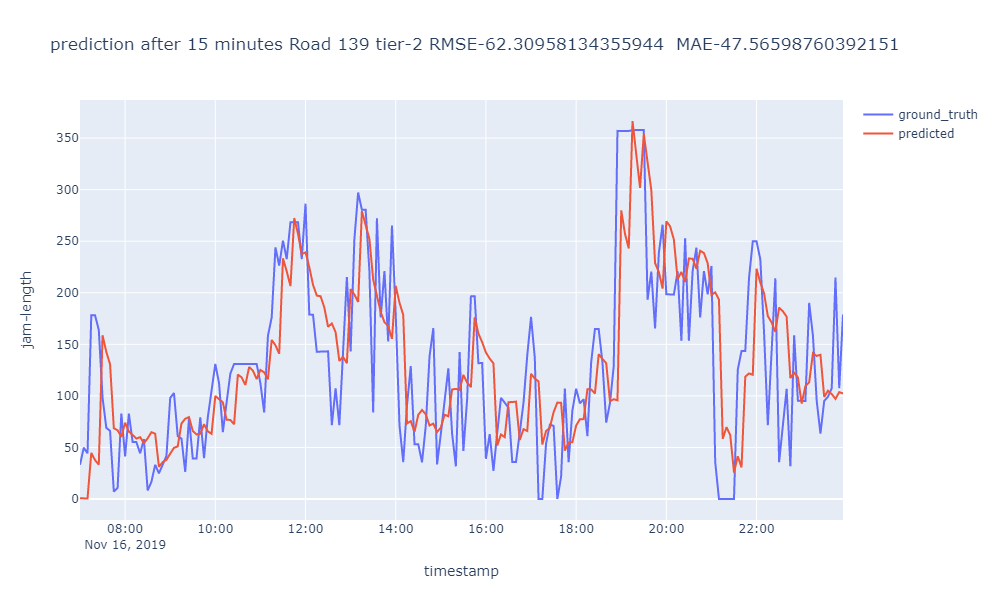 prediction after 15 minutes Road 139 tier-2 RMSE-62.30958134355944  MAE-47.56598760392151
ground_truth
predicted
350
300
250
200
150
100
50
0
jam-length
08:00 10:00 12:00 14:00 16:00 18:00 20:00 22:00
Nov 16, 2019
timestamp